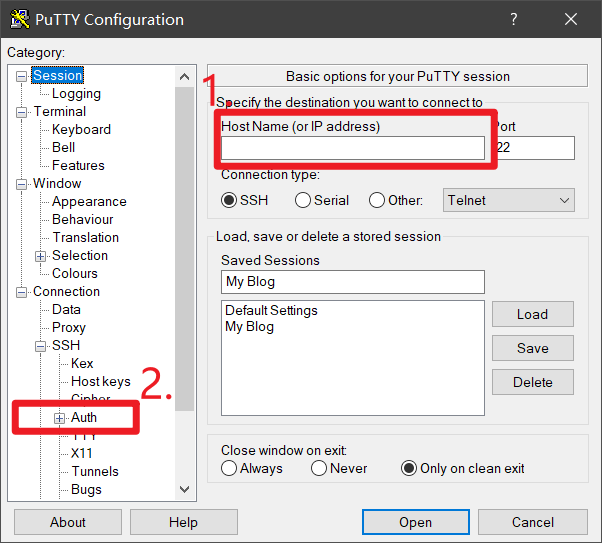 PuTTY Configuration
?
Category:
Session
Logging
Terminal
Keyboard
Bell
Features
Window
Appearance
Behaviour
Translation
Selection
Colours
Connection
Data
Proxy
SSH
Kex
Host keys
Cipher
Auth
TTY
X11
Tunnels
Bugs
1.
2.
Basic options for your PuTTY session
Specify the destination you want to connect to
Host Name (or IP address)
Port
22
Connection type:
SSH
Serial
Other:
Telnet
Load, save or delete a stored session
Saved Sessions
My Blog
Default Settings
My Blog
Load
Save
Delete
Close window on exit:
Always
Never
Only on clean exit
About
Help
Open
Cancel